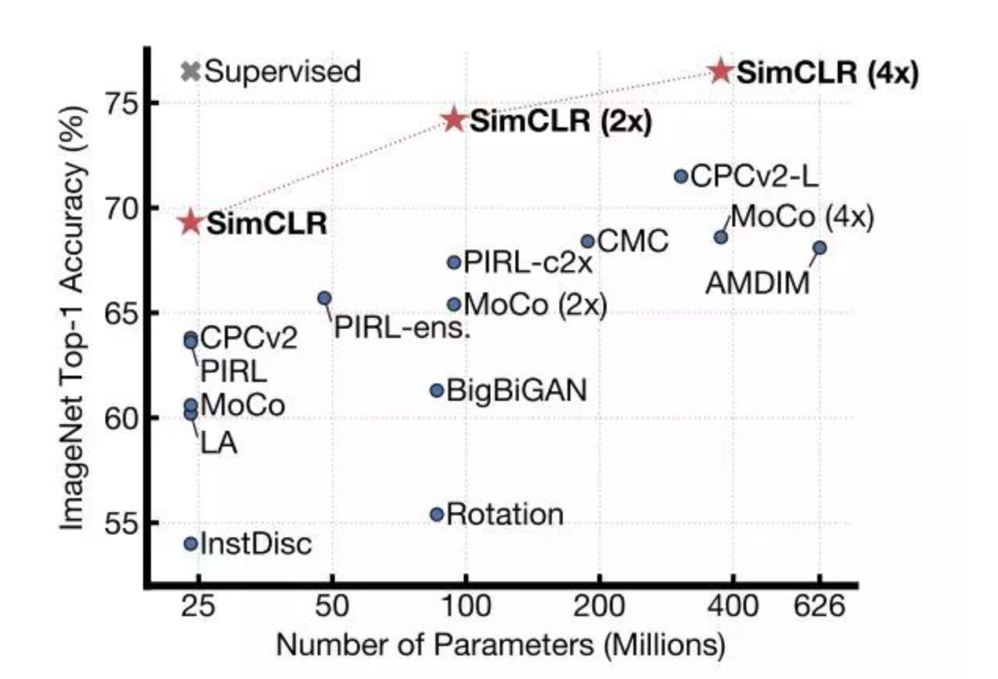 Supervised
SimCLR (4x)
75
SimCLR (2x)
CPCv2-L
70
MoCo (4x)
SimCLR
CMC
PIRL-c2x
AMDIM
65
MoCo (2x)
PIRL-ens.
CPCv2
PIRL
BigBiGAN
MoCo
60
LA
55
Rotation
InstDisc
ImageNet Top-1 Accuracy (%)
25 50 100 200 400 626
Number of Parameters (Millions)